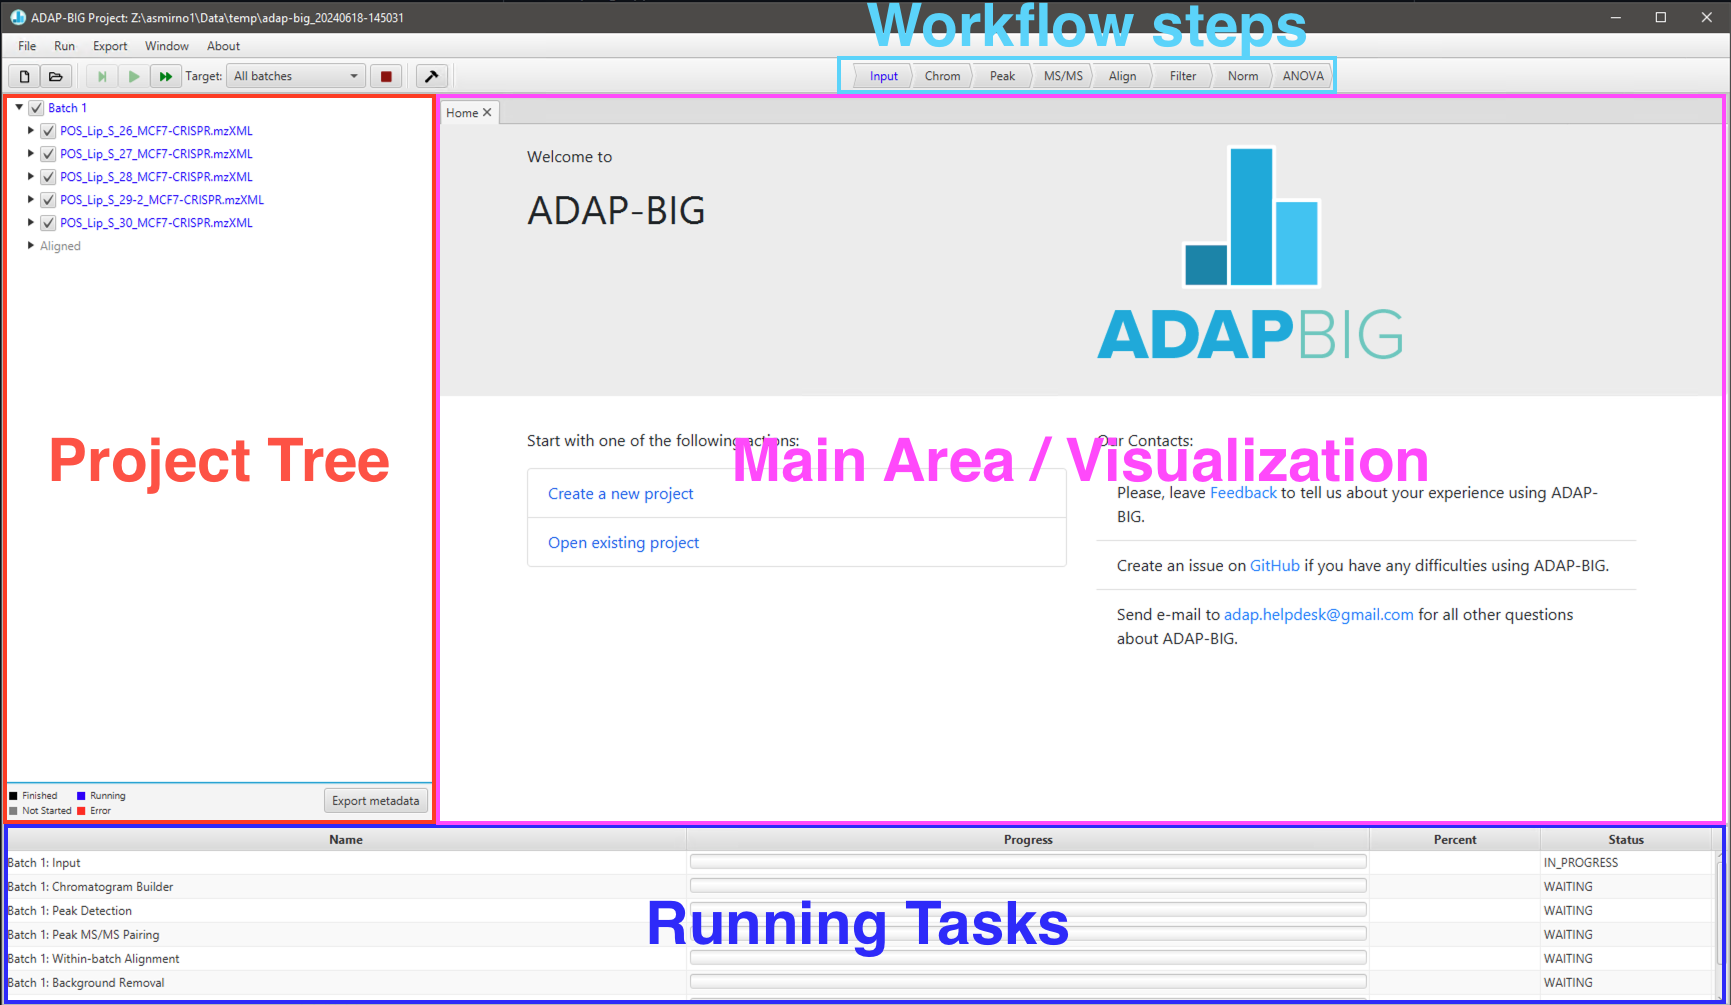 ADAP-BIG Project: Z:\asmirno1\Data\temp\adap-big_20240618-145031
Workflow steps
File Run Export Window About
Target: All batches
Input Chrom Peak MS/MS Align Filter Norm ANOVA
Batch 1
POS_Lip_S_26_MCF7-CRISPR.mzXML
POS_Lip_S_27_MCF7-CRISPR.mzXML
POS_Lip_S_28_MCF7-CRISPR.mzXML
POS_Lip_S_29-2_MCF7-CRISPR.mzXML
POS_Lip_S_30_MCF7-CRISPR.mzXML
Aligned
Project Tree
Finished Running
Not Started Error
Export metadata
Home
Welcome to
ADAP-BIG
ADAPBIG
Start with one of the following actions:
Create a new project
Open existing project
Main Area / Visualization
Our Contacts:
Please, leave Feedback to tell us about your experience using ADAP-
BIG.
Create an issue on GitHub if you have any difficulties using ADAP-BIG.
Send e-mail to adap.helpdesk@gmail.com for all other questions
about ADAP-BIG.
Name Progress Percent Status
Batch 1: Input IN_PROGRESS
Batch 1: Chromatogram Builder WAITING
Batch 1: Peak Detection WAITING
Running Tasks
Batch 1: Peak MS/MS Pairing WAITING
Batch 1: Within-batch Alignment WAITING
Batch 1: Background Removal WAITING